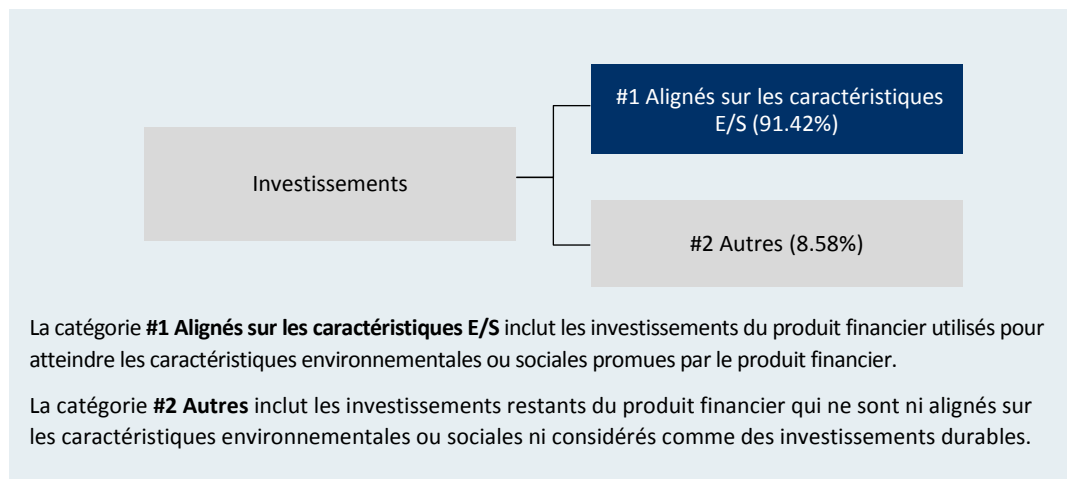 #1 Alignés sur les caractéristiques
E/S (91.42%)
Investissements
#2 Autres (8.58%)
La catégorie #1 Alignés sur les caractéristiques E/S inclut les investissements du produit financier utilisés pour
atteindre les caractéristiques environnementales ou sociales promues par le produit financier.
La catégorie #2 Autres inclut les investissements restants du produit financier qui ne sont ni alignés sur
les caractéristiques environnementales ou sociales ni considérés comme des investissements durables.